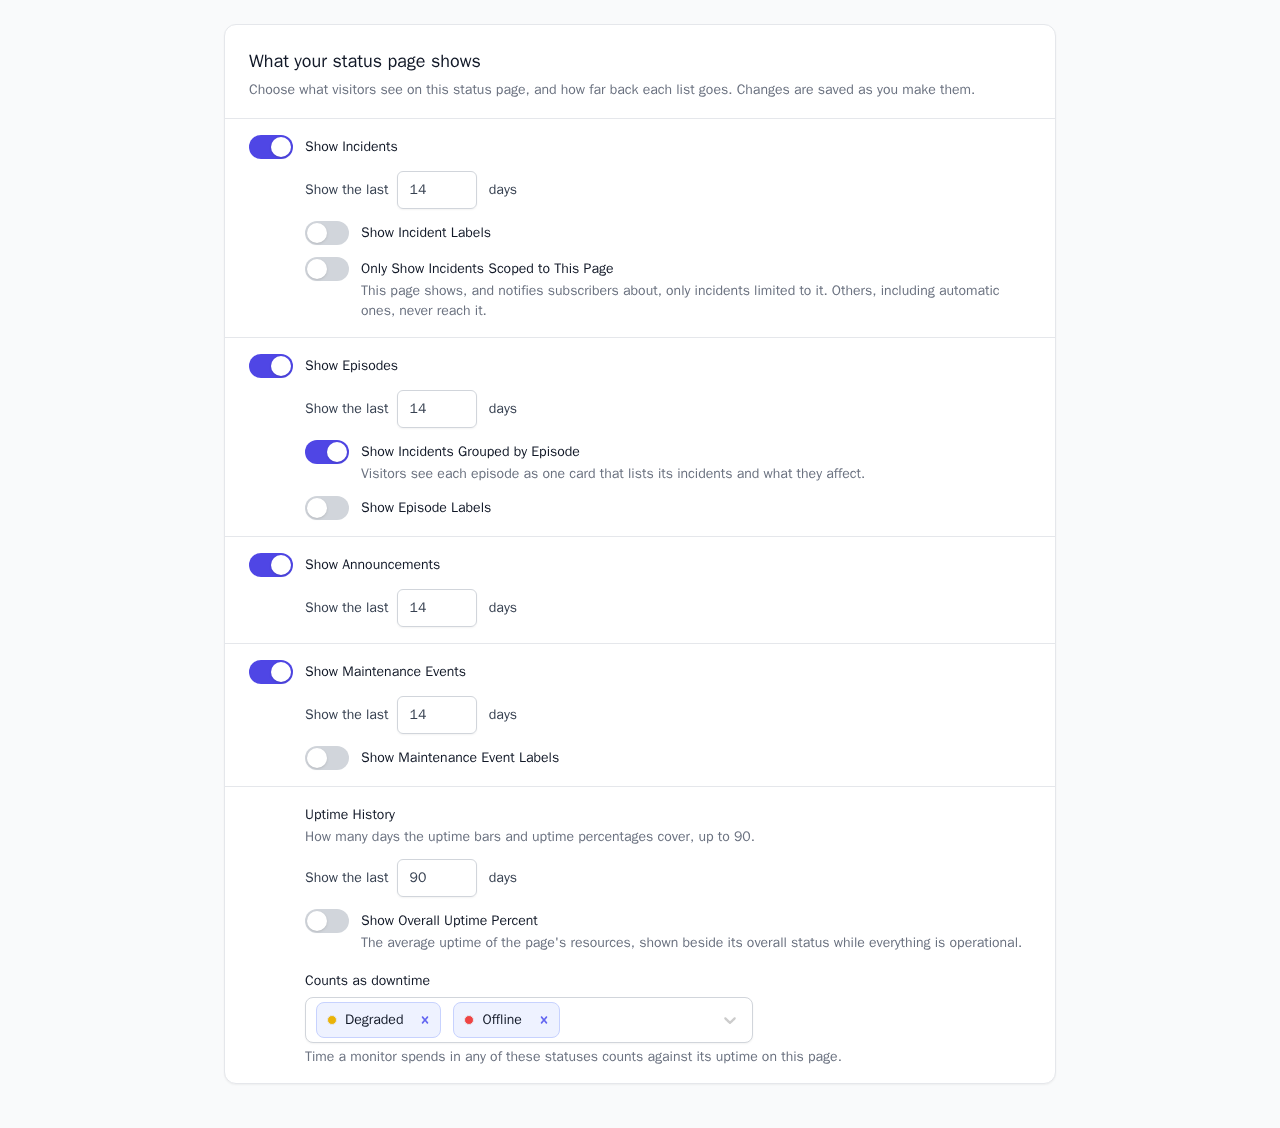 What your status page shows
Choose what visitors see on this status page, and how far back each list goes. Changes are saved as you make them.
Show Incidents
Show the last 14 days
Show Incident Labels
Only Show Incidents Scoped to This Page
This page shows, and notifies subscribers about, only incidents limited to it. Others, including automatic
ones, never reach it.
Show Episodes
Show the last 14 days
Show Incidents Grouped by Episode
Visitors see each episode as one card that lists its incidents and what they affect.
Show Episode Labels
Show Announcements
Show the last 14 days
Show Maintenance Events
Show the last 14 days
Show Maintenance Event Labels
Uptime History
How many days the uptime bars and uptime percentages cover, up to 90.
Show the last 90 days
Show Overall Uptime Percent
The average uptime of the page's resources, shown beside its overall status while everything is operational.
Counts as downtime
Degraded Offline
Time a monitor spends in any of these statuses counts against its uptime on this page.